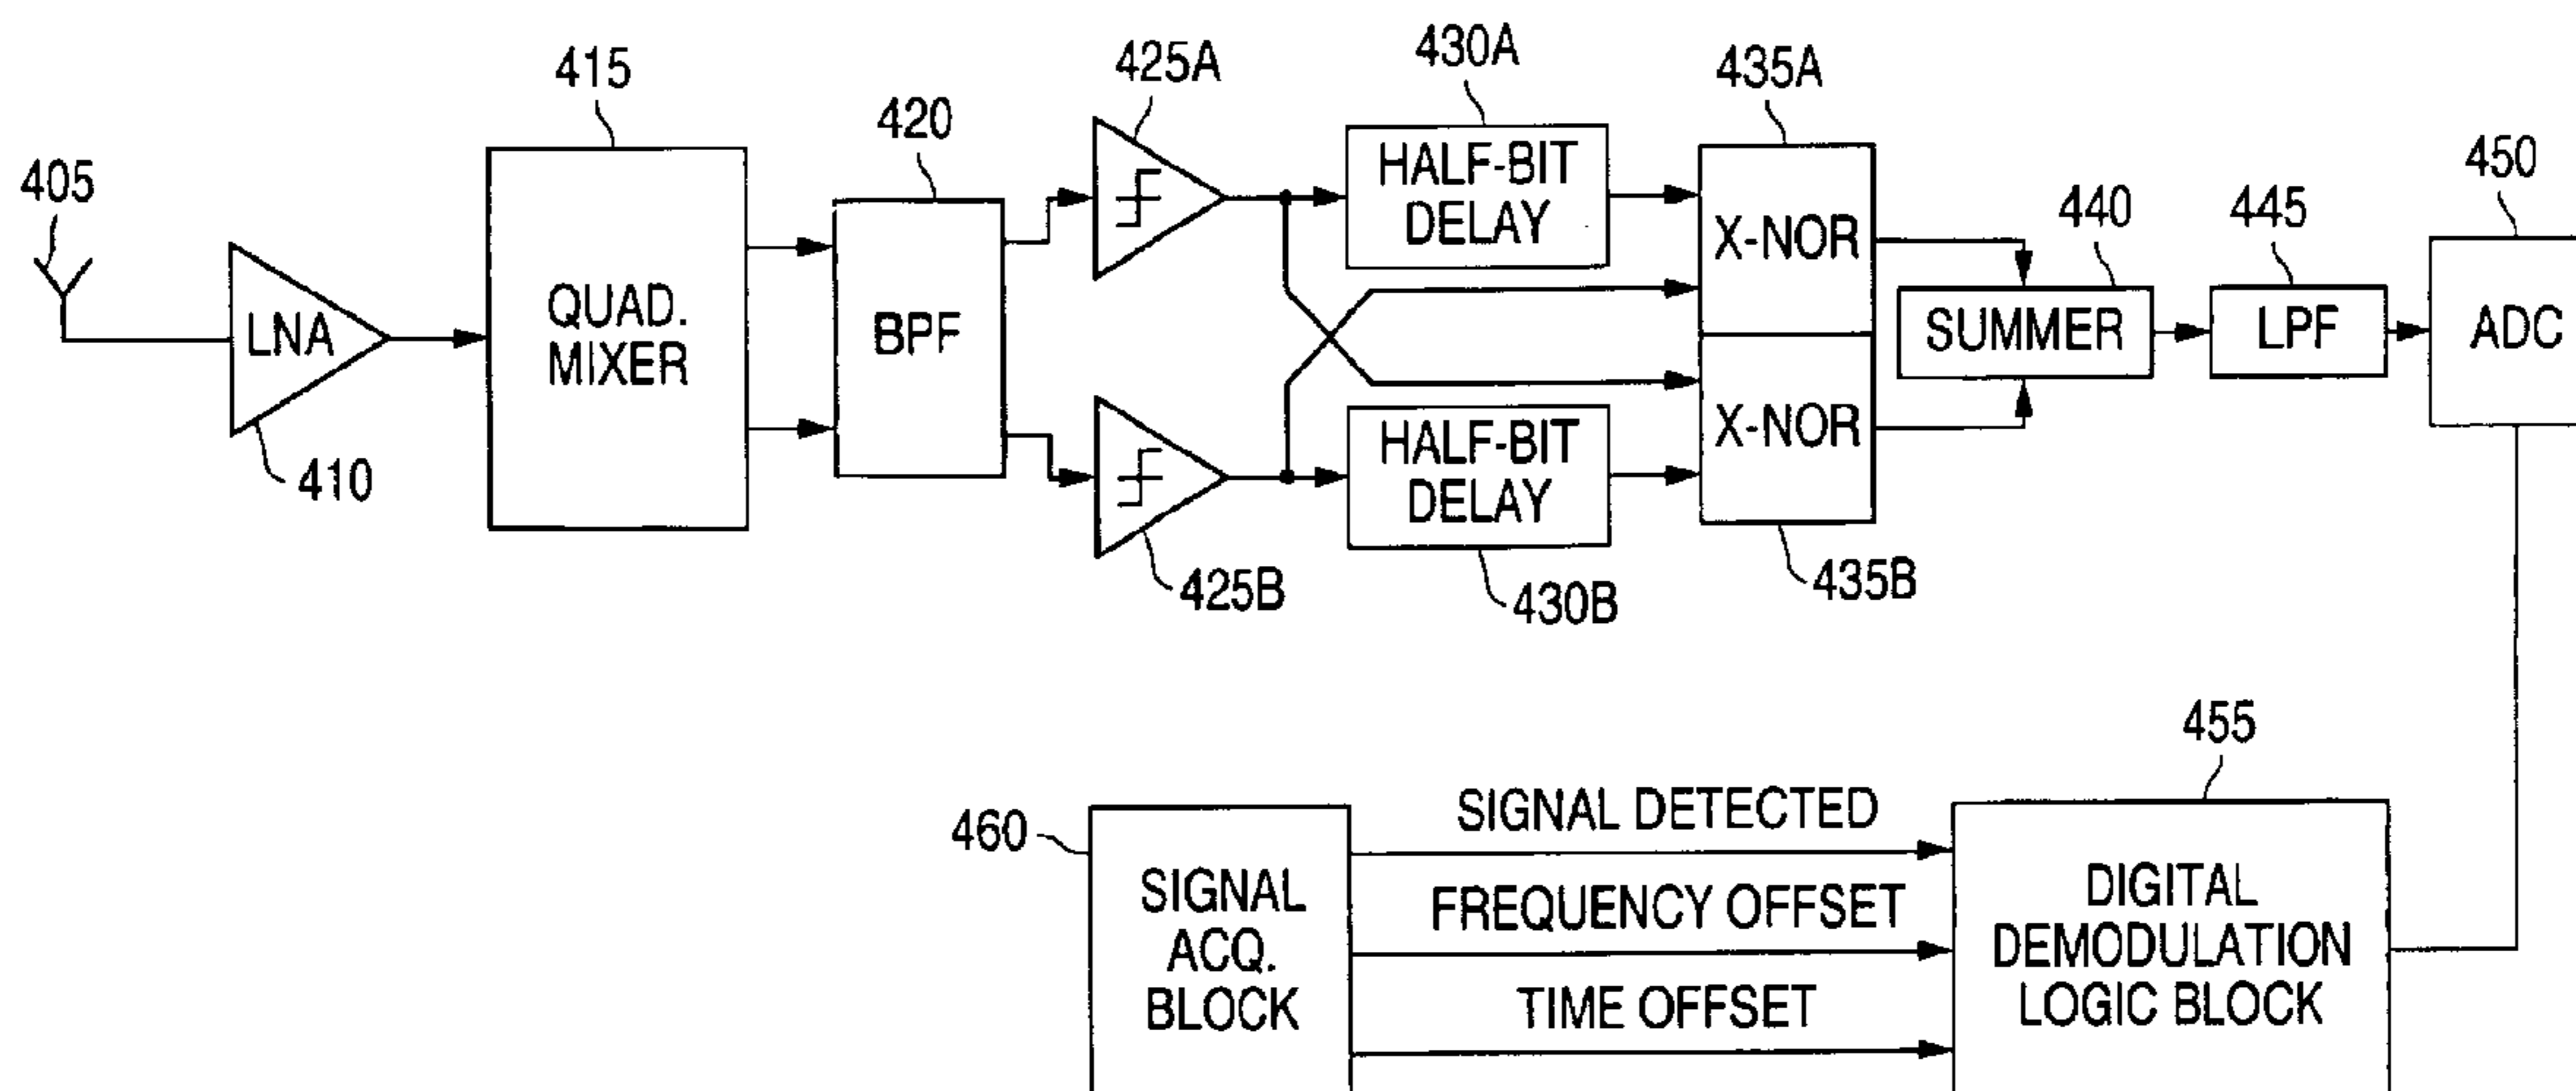 405
LNA
410
415
QUAD.
MIXER
420
BPF
425A
425B
430A
HALF-BIT
DELAY
HALF-BIT
DELAY
430B
435A
X-NOR
X-NOR
435B
440
SUMMER
445
LPF
450
ADC
460
SIGNAL
ACQ.
BLOCK
SIGNAL DETECTED
FREQUENCY OFFSET
TIME OFFSET
455
DIGITAL
DEMODULATION
LOGIC BLOCK